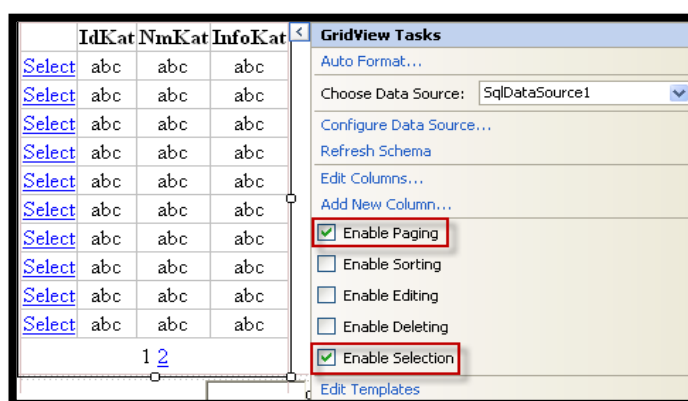 IdKat NmKat InfoKat
Select abc abc abc
Select abc abc abc
Select abc abc abc
Select abc abc abc
Select abc abc abc
Select abc abc abc
Select abc abc abc
Select abc abc abc
Select abc abc abc
Select abc abc abc
1 2
GridView Tasks
Auto Format...
Choose Data Source: SqlDataSource1
Configure Data Source...
Refresh Schema
Edit Columns...
Add New Column...
Enable Paging
Enable Sorting
Enable Editing
Enable Deleting
Enable Selection
Edit Templates